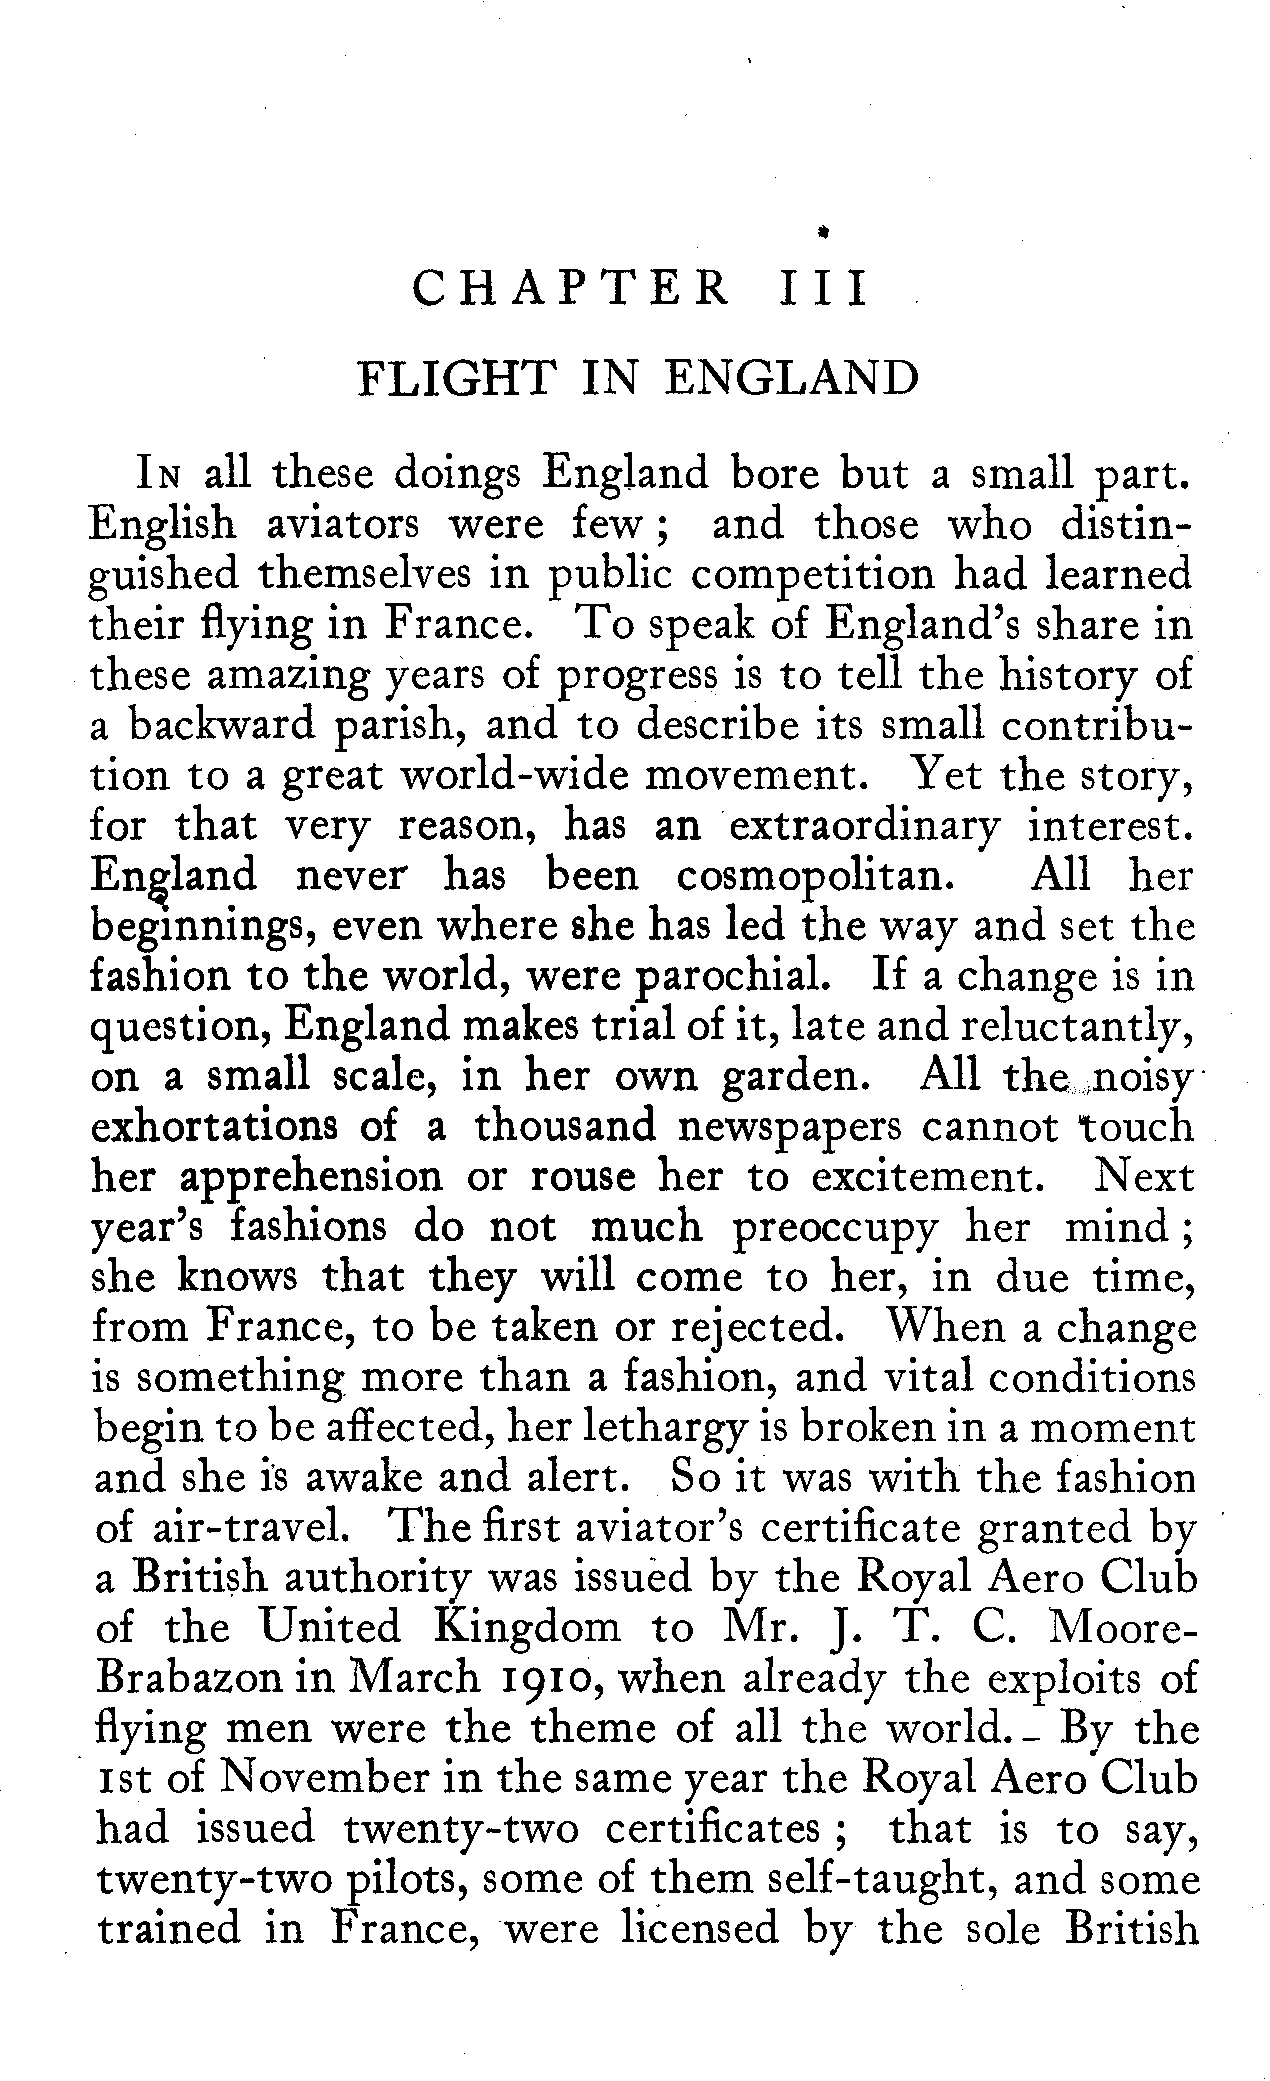 CHAPTER III
FLIGHT IN ENGLAND
In all these doings England bore but a small part.
English aviators were few ; and those who distin-
guished themselves in public competition had learned
their flying in France. To speak of England's share in
these amazing years of progress is to tell the history of
a backward parish, and to describe its small contribu-
tion to a great world-wide movement. Yet the story,
for that very reason, has an extraordinary interest.
England never has been cosmopolitan. All her
beginnings, even where she has led the way and set the
fashion to the world, were parochial. If a change is in
question, England makes trial of it, late and reluctantly,
on a small scale, in her own garden. All the noisy
exhortations of a thousand newspapers cannot touch
her apprehension or rouse her to excitement. Next
year's fashions do not much preoccupy her mind ;
she knows that they will come to her, in due time,
from France, to be taken or rejected. When a change
is something more than a fashion, and vital conditions
begin to be affected, her lethargy is broken in a moment
and she is awake and alert. So it was with the fashion
of air-travel. The first aviator's certificate granted by
a British authority was issued by the Royal Aero Club
of the United Kingdom to Mr. J. T. C. Moore-
Brabazon in March 1910, when already the exploits of
flying men were the theme of all the world. By the
1st of November in the same year the Royal Aero Club
had issued twenty-two certificates ; that is to say,
twenty-two pilots, some of them self-taught, and some
trained in France, were licensed by the sole British